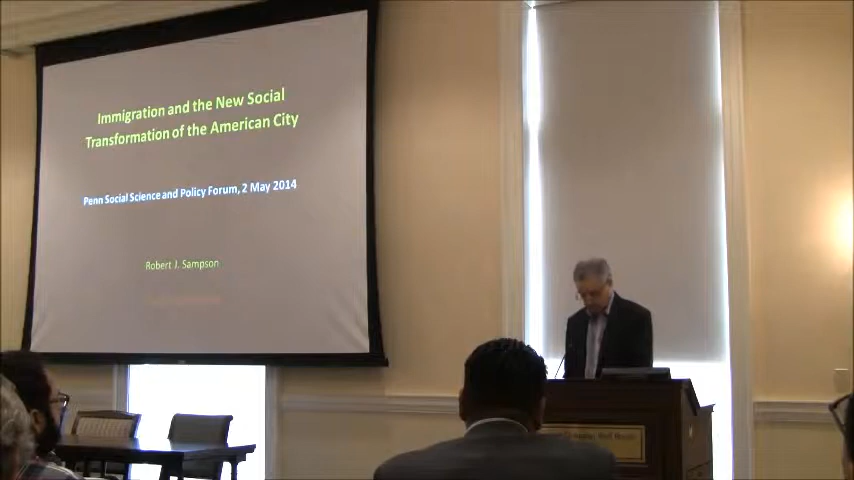 Immigration and the New Social
Transformation of the American City
Penn Social Science and Policy Forum, 2 May 2014
Robert J. Sampson